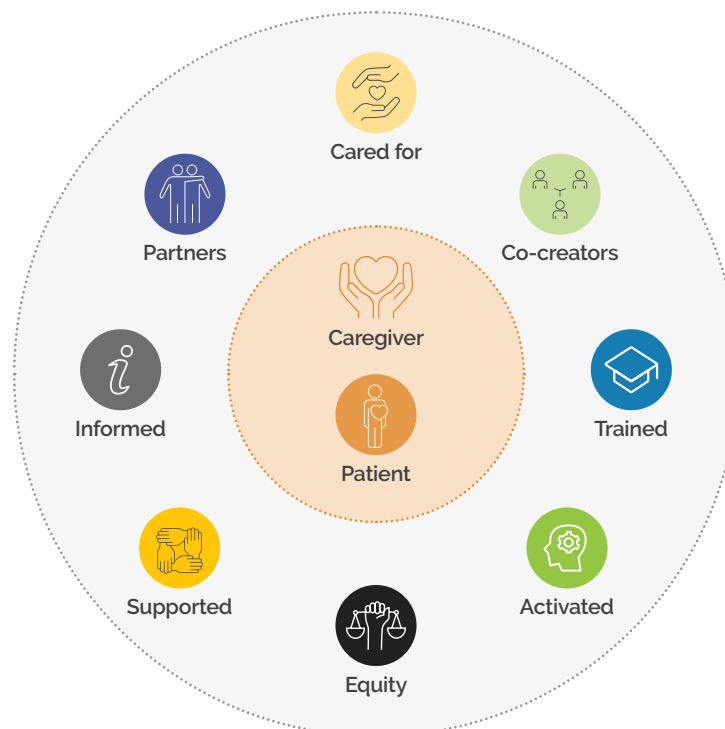 Cared for
Partners
Co-creators
Caregiver
Informed
Trained
Patient
Supported
Activated
Equity